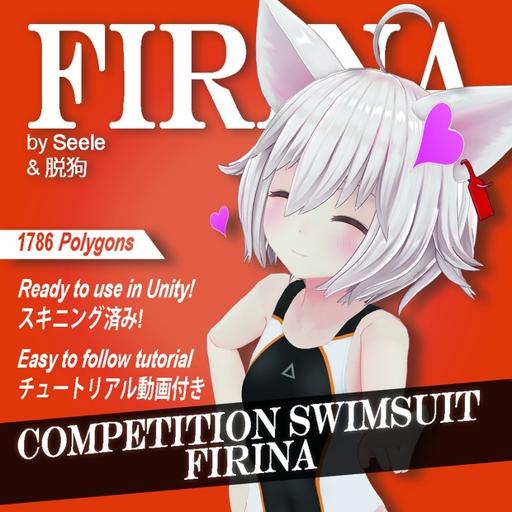 FIRINA
by Seele
& 脱狗
1786 Polygons
Ready to use in Unity!
スキニング済み!
Easy to follow tutorial
チュートリアル動画付き
COMPETITION SWIMSUIT
FIRINA